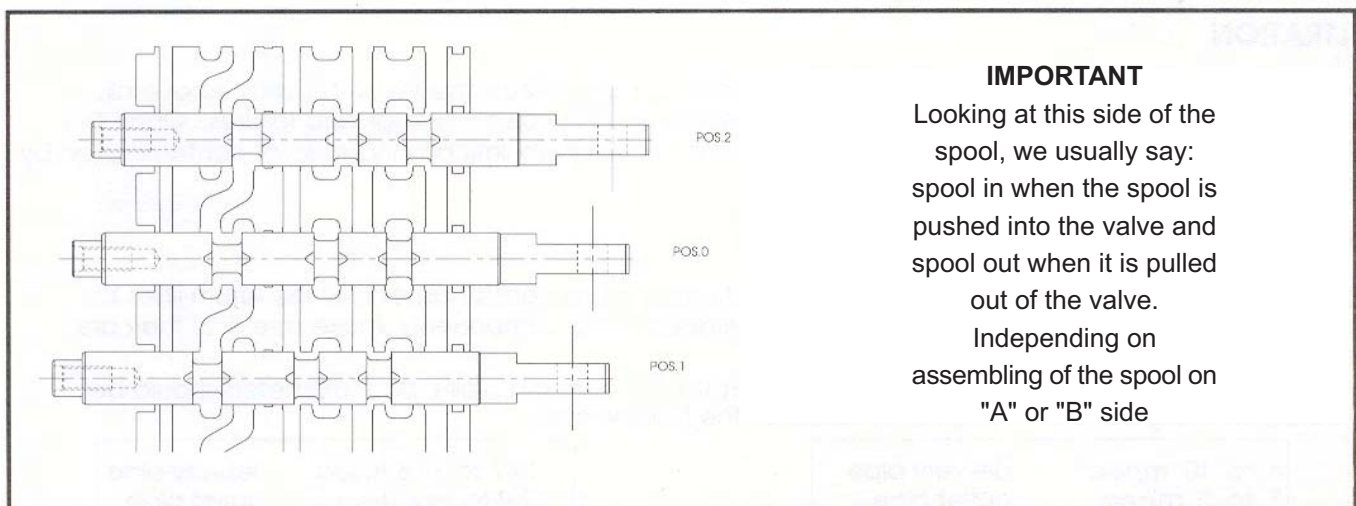 POS.2
POS.0
POS.1
IMPORTANT
Looking at this side of the
spool, we usually say:
spool in when the spool is
pushed into the valve and
spool out when it is pulled
out of the valve.
Independing on
assembling of the spool on
"A" or "B" side